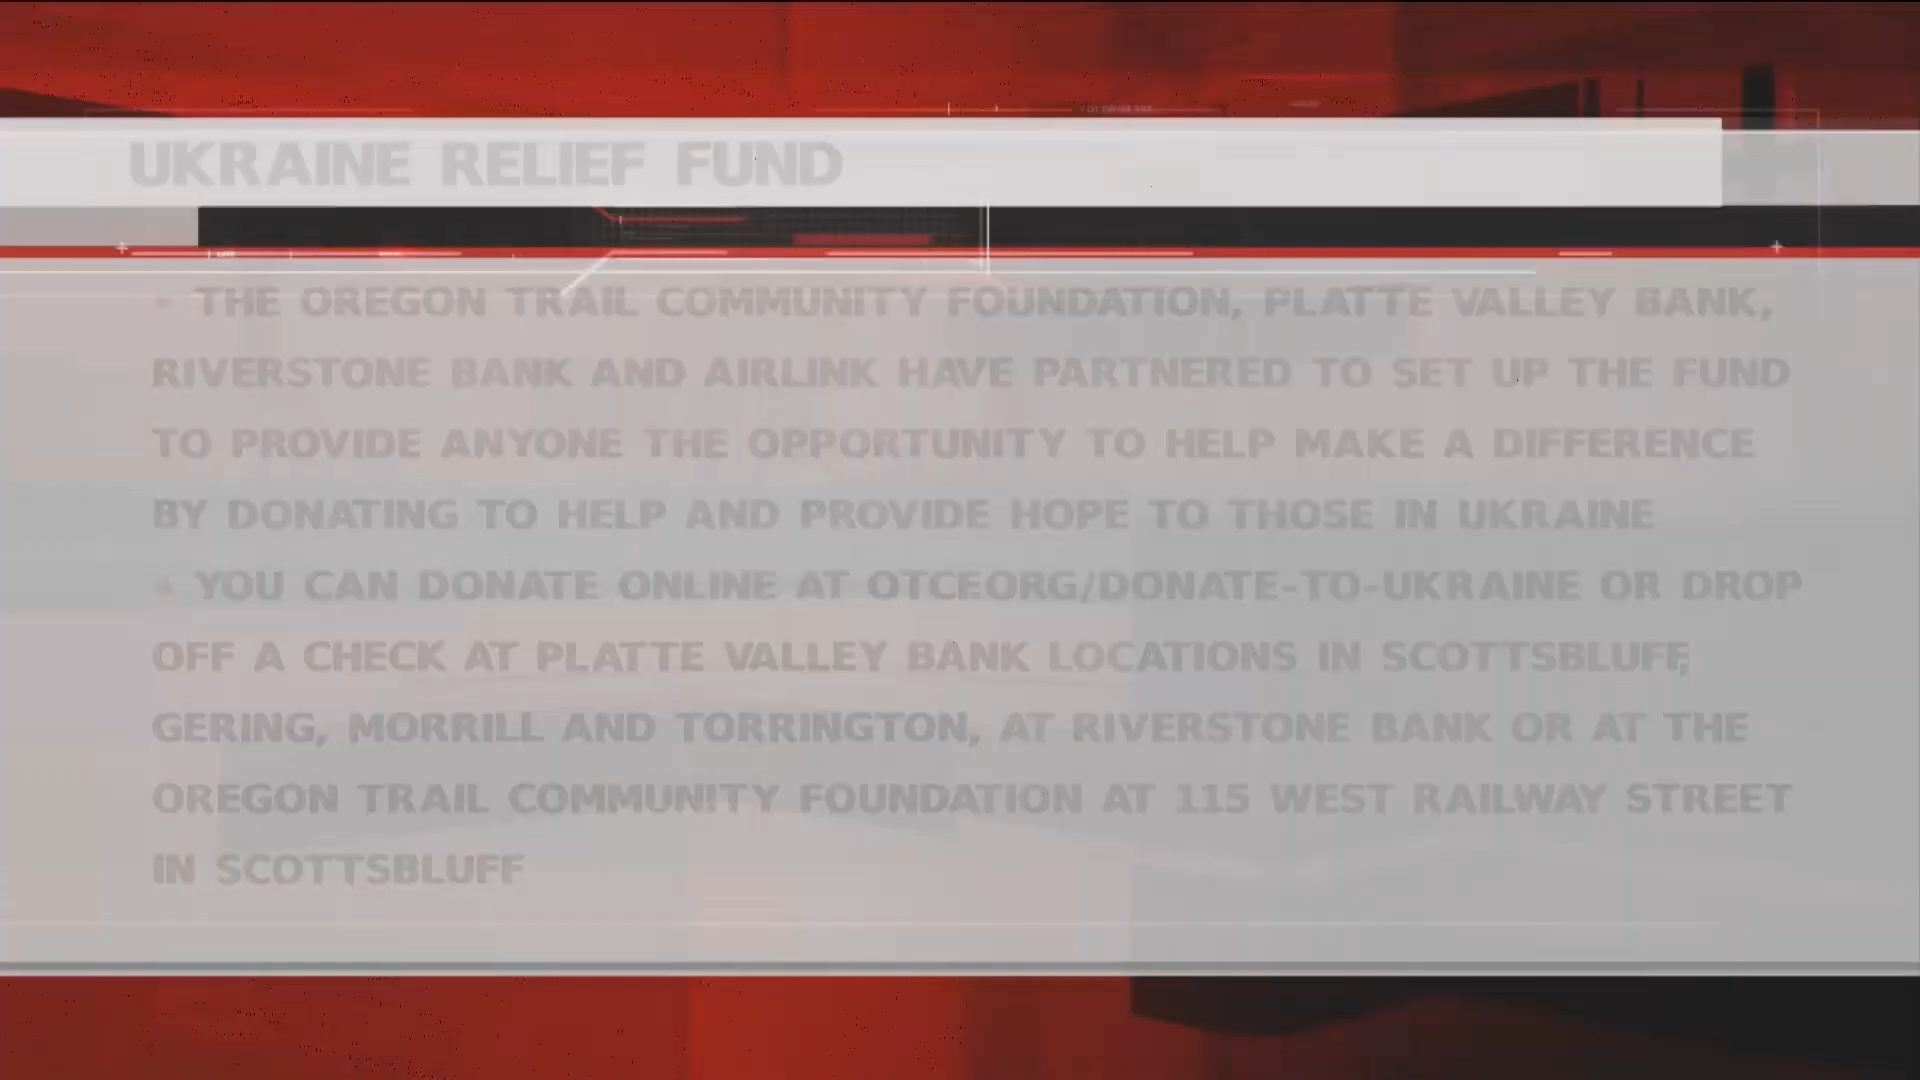 UKRAINE RELIEF FUND
• THE OREGON TRAIL COMMUNITY FOUNDATION, PLATTE VALLEY BANK,
RIVERSTONE BANK AND AIRLINK HAVE PARTNERED TO SET UP THE FUND
TO PROVIDE ANYONE THE OPPORTUNITY TO HELP MAKE A DIFFERENCE
BY DONATING TO HELP AND PROVIDE HOPE TO THOSE IN UKRAINE
• YOU CAN DONATE ONLINE AT OTCF.ORG/DONATE-TO-UKRAINE OR DROP
OFF A CHECK AT PLATTE VALLEY BANK LOCATIONS IN SCOTTSBLUFF,
GERING, MORRILL AND TORRINGTON, AT RIVERSTONE BANK OR AT THE
OREGON TRAIL COMMUNITY FOUNDATION AT 115 WEST RAILWAY STREET
IN SCOTTSBLUFF